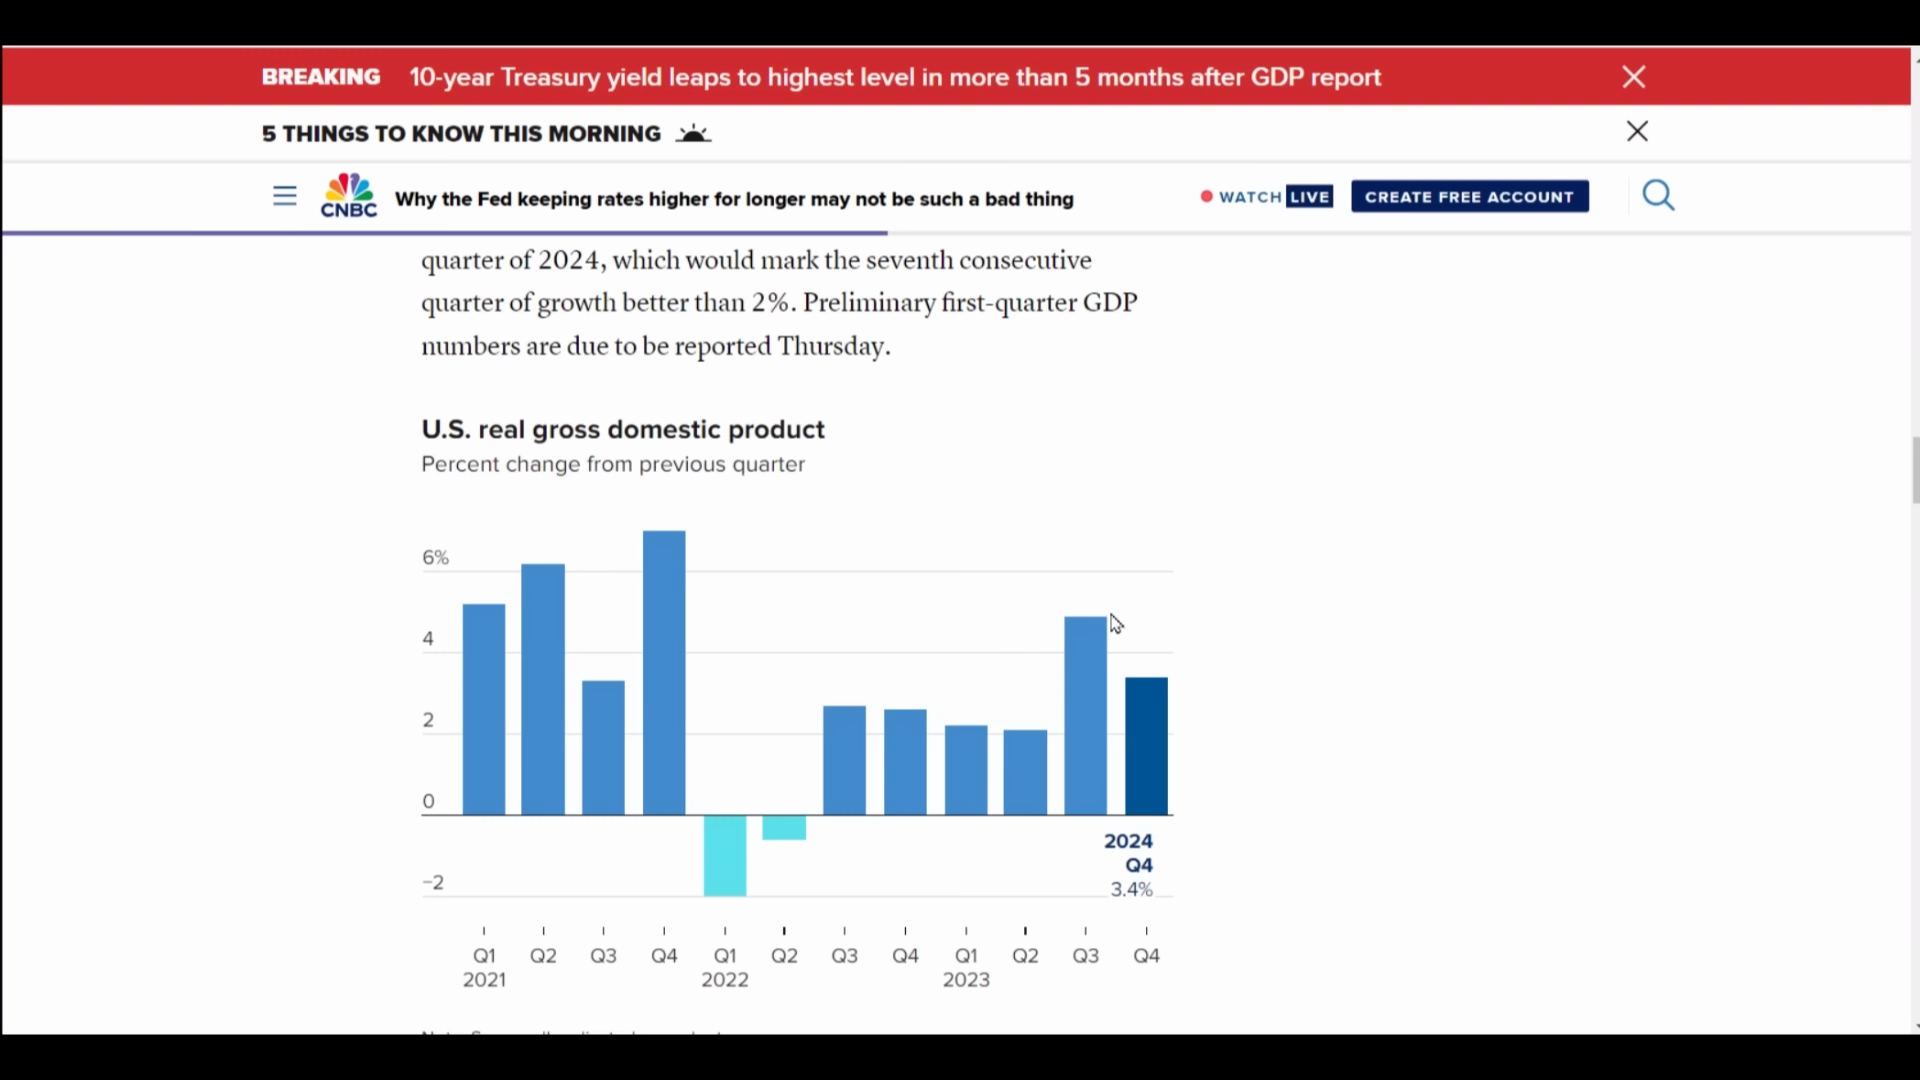 BREAKING 10-year Treasury yield leaps to highest level in more than 5 months after GDP report
5 THINGS TO KNOW THIS MORNING
CNBC
Why the Fed keeping rates higher for longer may not be such a bad thing
WATCH LIVE
CREATE FREE ACCOUNT
quarter of 2024, which would mark the seventh consecutive
quarter of growth better than 2%. Preliminary first-quarter GDP
numbers are due to be reported Thursday.
U.S. real gross domestic product
Percent change from previous quarter
6%
4
2
0
−2
2024
Q4
3.4%
Q1 Q2 Q3 Q4 Q1 Q2 Q3 Q4 Q1 Q2 Q3 Q4
2021 2022 2023